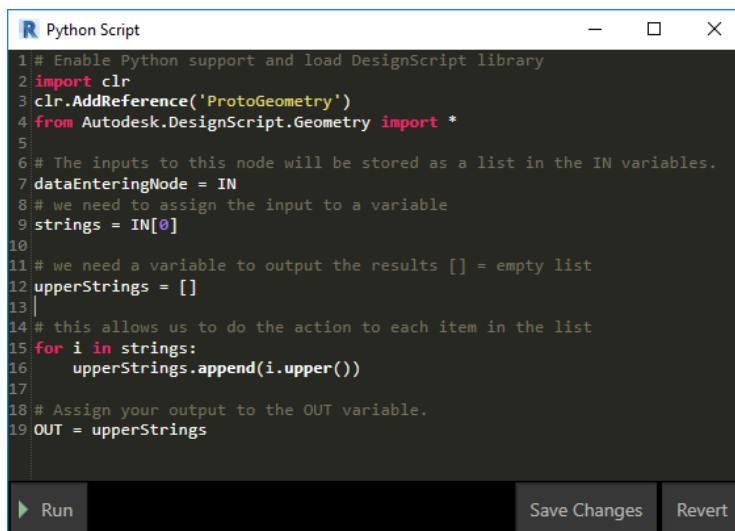 R Python Script
1 # Enable Python support and load DesignScript library
2 import clr
3 clr.AddReference('ProtoGeometry')
4 from Autodesk.DesignScript.Geometry import *
5
6 # The inputs to this node will be stored as a list in the IN variables.
7 dataEnteringNode = IN
8 # we need to assign the input to a variable
9 strings = IN[0]
10
11 # we need a variable to output the results [] = empty list
12 upperStrings = []
13
14 # this allows us to do the action to each item in the list
15 for i in strings:
16     upperStrings.append(i.upper())
17
18 # Assign your output to the OUT variable.
19 OUT = upperStrings
Run Save Changes Revert